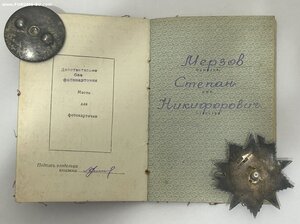 Действительно
без
фотокарточки
Место
для
фотокарточки
Подпись владельца
книжки
Мерзов
Степан
Никифорович